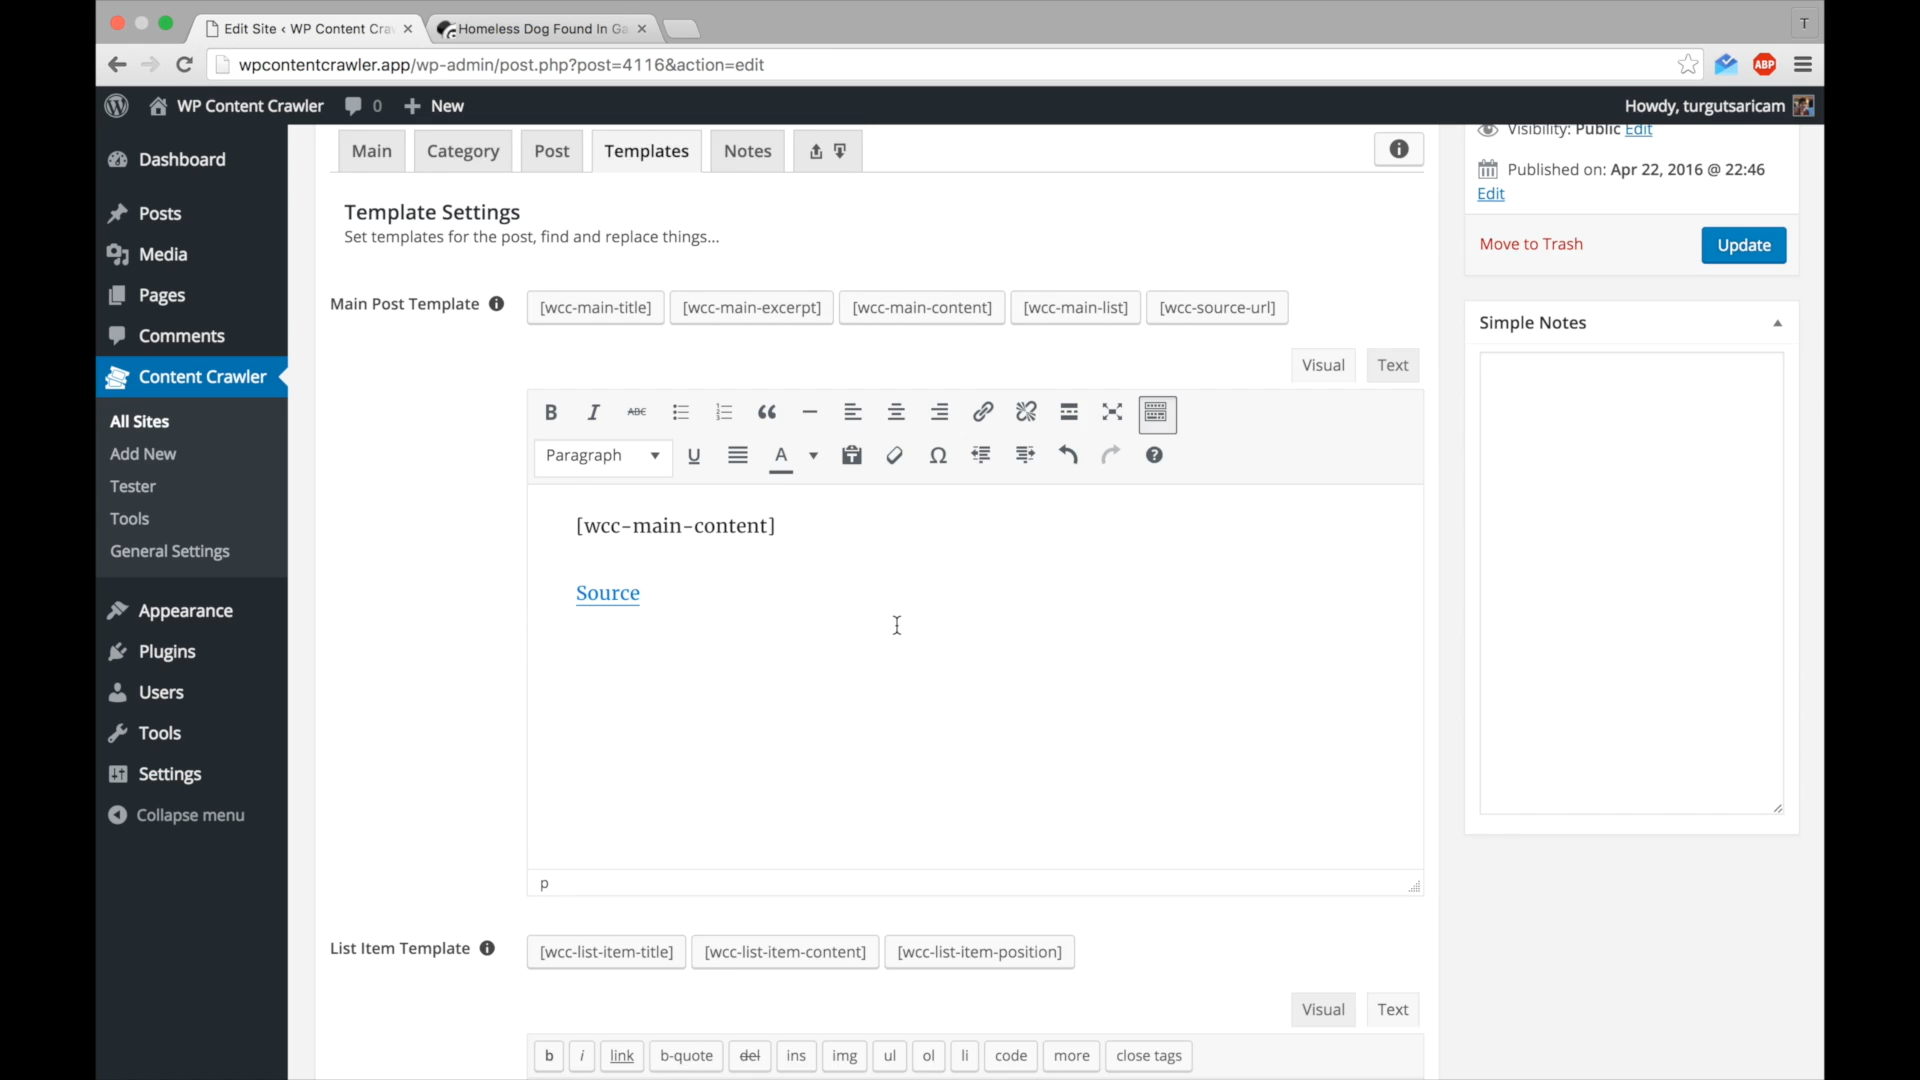 Edit Site ‹ WP Content Cra
Homeless Dog Found In Ga
T
wpcontentcrawler.app/wp-admin/post.php?post=4116&action=edit
ABP
WP Content Crawler 0 New Howdy, turgutsaricam
Dashboard
Posts
Media
Pages
Comments
Content Crawler
All Sites
Add New
Tester
Tools
General Settings
Appearance
Plugins
Users
Tools
Settings
Collapse menu
Main Category Post Templates Notes
Template Settings
Set templates for the post, find and replace things...
Main Post Template [wcc-main-title] [wcc-main-excerpt] [wcc-main-content] [wcc-main-list] [wcc-source-url]
Visual Text
B I ABC
Paragraph U A Ω
[wcc-main-content]
Source
p
List Item Template [wcc-list-item-title] [wcc-list-item-content] [wcc-list-item-position]
Visual Text
b i link b-quote del ins img ul ol li code more close tags
Visibility: Public Edit
Published on: Apr 22, 2016 @ 22:46
Edit
Move to Trash Update
Simple Notes